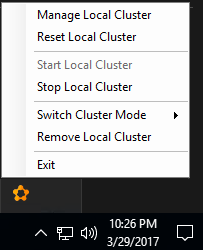 Manage Local Cluster
Reset Local Cluster
Start Local Cluster
Stop Local Cluster
Switch Cluster Mode
Remove Local Cluster
Exit
10:26 PM
3/29/2017